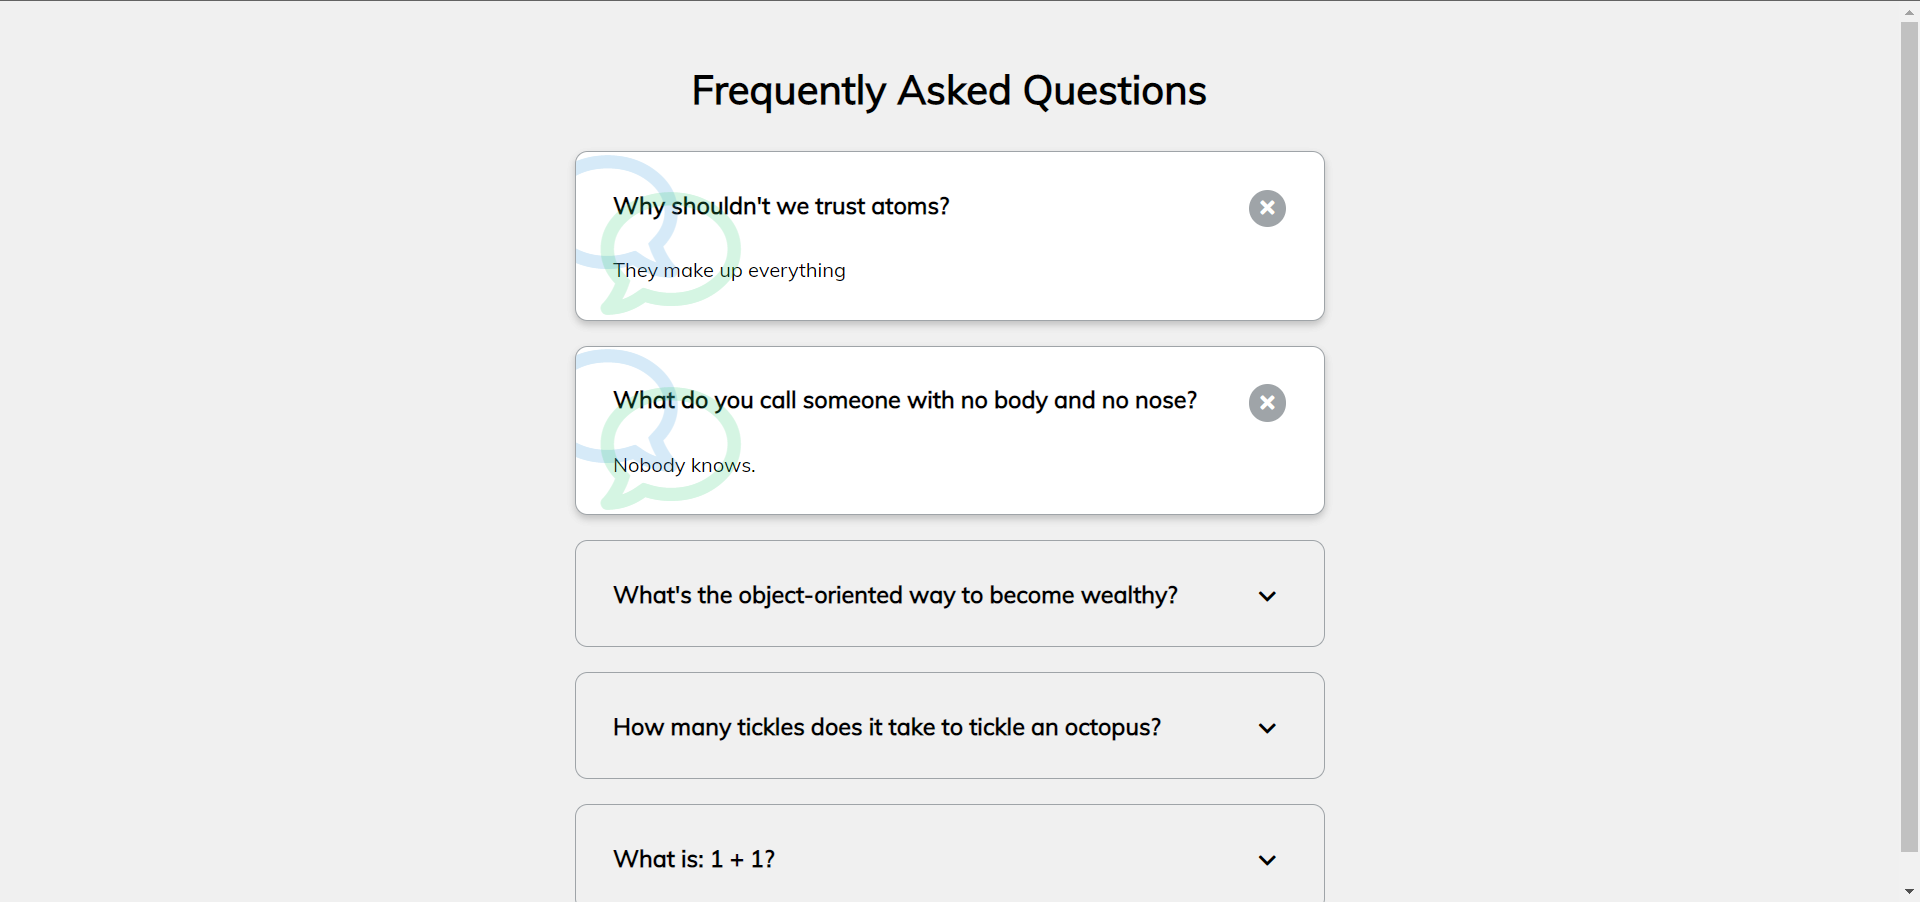 Frequently Asked Questions
Why shouldn't we trust atoms?
They make up everything
What do you call someone with no body and no nose?
Nobody knows.
What's the object-oriented way to become wealthy?
How many tickles does it take to tickle an octopus?
What is: 1 + 1?